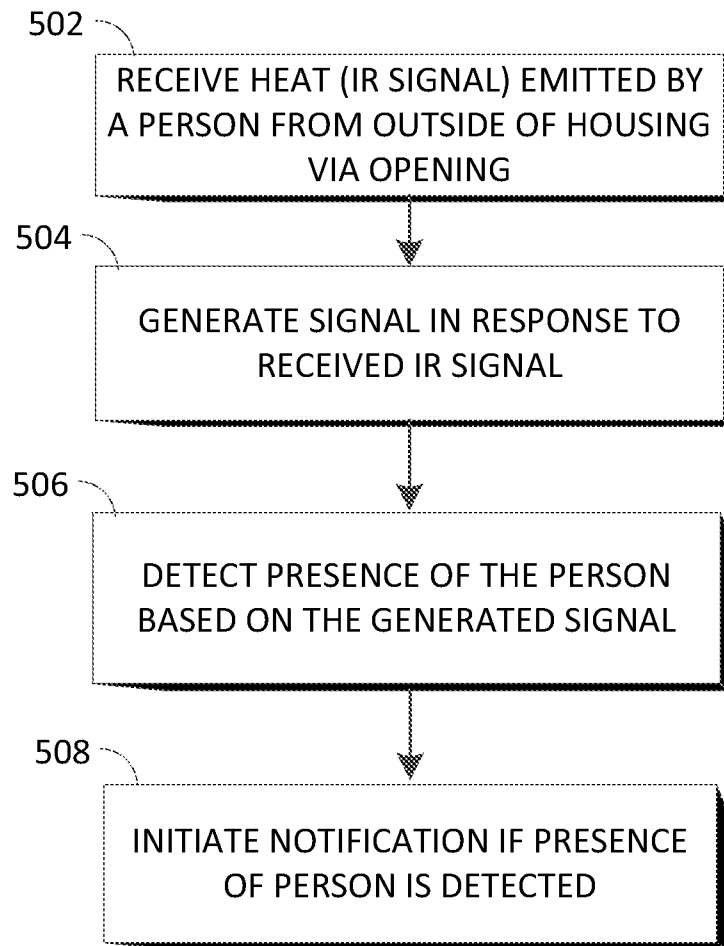 502
RECEIVE HEAT (IR SIGNAL) EMITTED BY
A PERSON FROM OUTSIDE OF HOUSING
VIA OPENING
504
GENERATE SIGNAL IN RESPONSE TO
RECEIVED IR SIGNAL
506
DETECT PRESENCE OF THE PERSON
BASED ON THE GENERATED SIGNAL
508
INITIATE NOTIFICATION IF PRESENCE
OF PERSON IS DETECTED